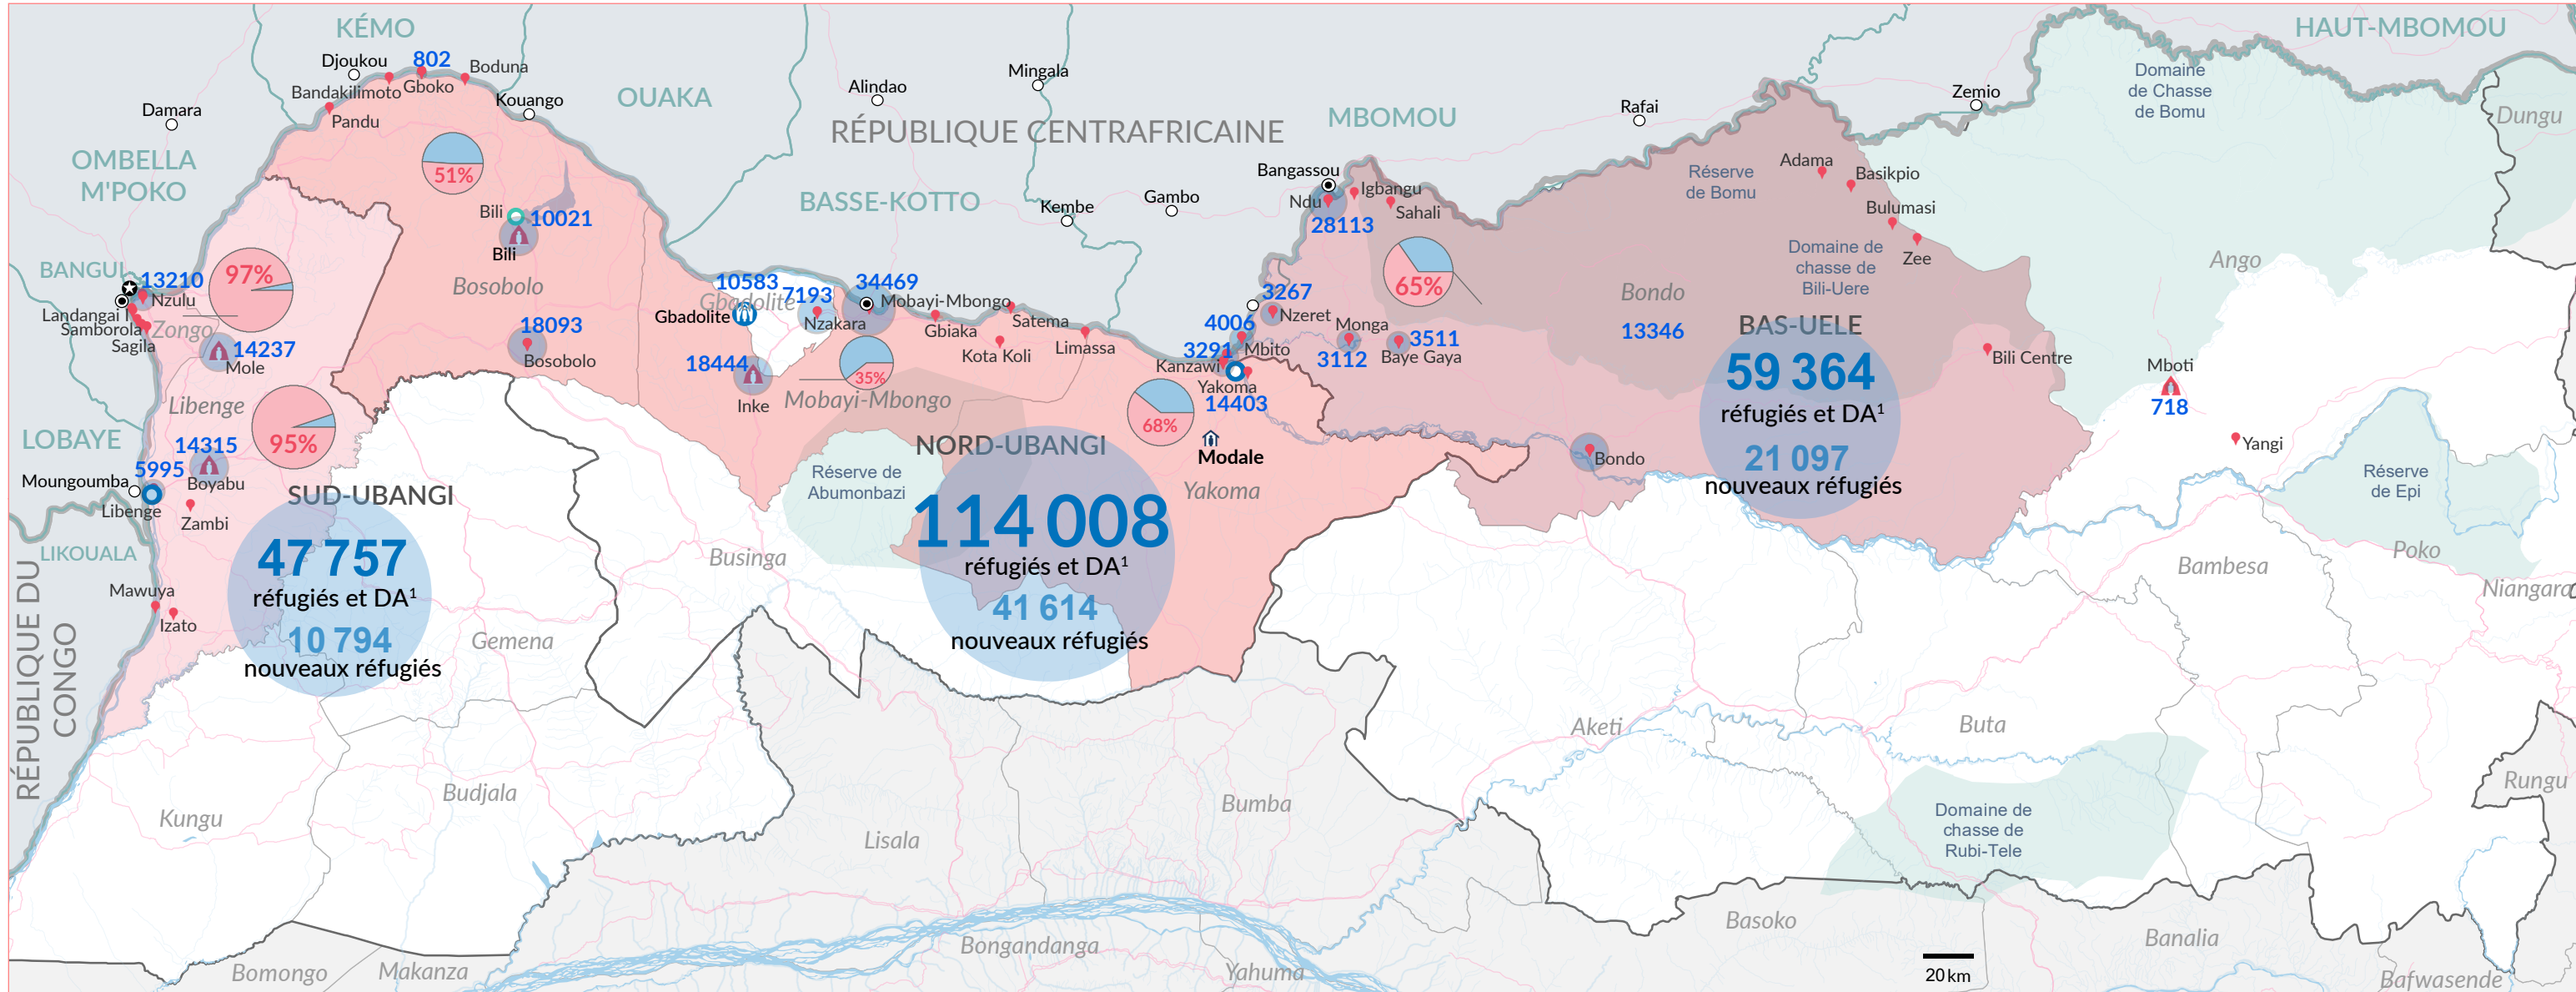 KÉMO
HAUT-MBOMOU
Djoukou
802
Boduna
Bandakilimoto
Gboko
Pandu
Kouango
Damara
OUAKA
Alindao
Mingala
RÉPUBLIQUE CENTRAFRICAINE
MBOMOU
Rafai
Zemio
Domaine
de Chasse
de Bomu
Dungu
OMBELLA
M'POKO
51%
BASSE-KOTTO
Kembe
Gambo
Bangassou
Ndu
Igbangu
Sahali
28113
Réserve
de Bomu
Adama
Basikpio
Bulumasi
Zee
Domaine de
chasse de
Bili-Uere
Ango
Bili
10021
Bili
Bosobolo
BANGUI
13210
Nzulu
97%
Landangai I
Samborola
Sagila
Zongo
14237
Mole
18093
Bosobolo
10583
Gbadolite
7193
34469
Gbadolite
Nzakara
Mobayi-Mbongo
Gbiaka
Satema
Kota Koli
Limassa
18444
Inke
35%
Mobayi-Mbongo
65%
3267
Nzeret
4006
Mbito
3291
Kanzawi
Yakoma
14403
Monga
3112
3511
Baye Gaya
Bondo
13346
BAS-UELE
59 364
réfugiés et DA¹
21 097
nouveaux réfugiés
Bili Centre
Mboti
718
Yangi
Libenge
95%
LOBAYE
14315
5995
Boyabu
Moungoumba
Libenge
Zambi
SUD-UBANGI
47 757
réfugiés et DA¹
10 794
nouveaux réfugiés
LIKOUALA
RÉPUBLIQUE DU
CONGO
Mawuya
Izato
68%
Modale
Yakoma
Bondo
NORD-UBANGI
114 008
réfugiés et DA¹
41 614
nouveaux réfugiés
Réserve de
Abumonbazi
Businga
Gemena
Réserve
de Epi
Poko
Bambesa
Niangara
Aketi
Buta
Rungu
Kungu
Budjala
Lisala
Bumba
Domaine de
chasse de
Rubi-Tele
Basoko
Banalia
Bomongo
Makanza
Bongandanga
Yahuma
20 km
Bafwasende